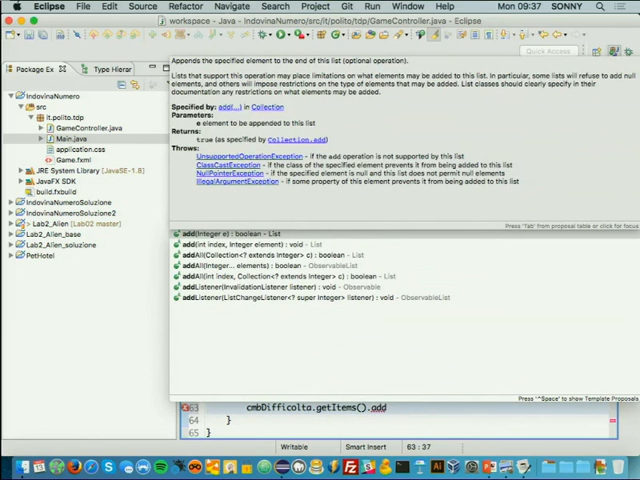 Eclipse File Edit Source Refactor Navigate Search Project Git Run Window Help Mon 09:37 SONNY
workspace - Java - IndovinaNumero/src/it/polito/tdp/GameController.java - Eclipse
Quick Access
Package Ex Type Hierar
IndovinaNumero
src
it.polito.tdp
GameController.java
Main.java
application.css
Game.fxml
JRE System Library [JavaSE-1.8]
JavaFX SDK
build.fxbuild
IndovinaNumeroSoluzione
IndovinaNumeroSoluzione2
Lab2_Alien [Lab02 master]
Lab2_Alien_base
Lab2_Alien_soluzione
PetHotel
Appends the specified element to the end of this list (optional operation).
Lists that support this operation may place limitations on what elements may be added to this list. In particular, some lists will refuse to add null
elements, and others will impose restrictions on the type of elements that may be added. List classes should clearly specify in their
documentation any restrictions on what elements may be added.
Specified by: add(...) in Collection
Parameters:
e element to be appended to this list
Returns:
true (as specified by Collection.add)
Throws:
UnsupportedOperationException - if the add operation is not supported by this list
ClassCastException - if the class of the specified element prevents it from being added to this list
NullPointerException - if the specified element is null and this list does not permit null elements
IllegalArgumentException - if some property of this element prevents it from being added to this list
Press 'Tab' from proposal table or click for focus
add(Integer e) : boolean - List
add(int index, Integer element) : void - List
addAll(Collection<? extends Integer> c) : boolean - List
addAll(Integer... elements) : boolean - ObservableList
addAll(int index, Collection<? extends Integer> c) : boolean - List
addListener(InvalidationListener listener) : void - Observable
addListener(ListChangeListener<? super Integer> listener) : void - ObservableList
Press '^Space' to show Template Proposals
63 cmbDifficolta.getItems().add
64 }
65 }
Writable Smart Insert 63 : 37